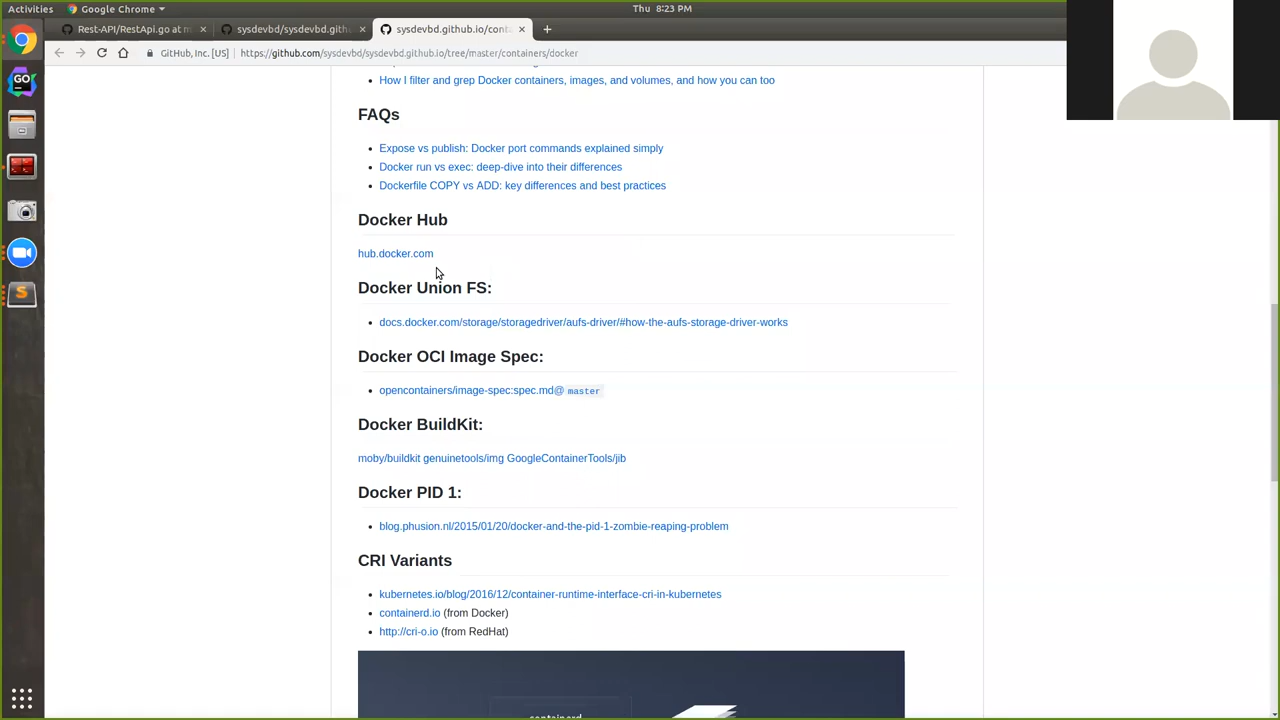 Activities
Google Chrome
Thu 8:23 PM
Rest-API/RestApi.go at m
sysdevbd/sysdevbd.gith
sysdevbd.github.io/cont
GitHub, Inc. [US]
https://github.com/sysdevbd/sysdevbd.github.io/tree/master/containers/docker
How I filter and grep Docker containers, images, and volumes, and how you can too
FAQs
Expose vs publish: Docker port commands explained simply
Docker run vs exec: deep-dive into their differences
Dockerfile COPY vs ADD: key differences and best practices
Docker Hub
hub.docker.com
Docker Union FS:
docs.docker.com/storage/storagedriver/aufs-driver/#how-the-aufs-storage-driver-works
Docker OCI Image Spec:
opencontainers/image-spec:spec.md@ master
Docker BuildKit:
moby/buildkit genuinetools/img GoogleContainerTools/jib
Docker PID 1:
blog.phusion.nl/2015/01/20/docker-and-the-pid-1-zombie-reaping-problem
CRI Variants
kubernetes.io/blog/2016/12/container-runtime-interface-cri-in-kubernetes
containerd.io (from Docker)
http://cri-o.io (from RedHat)
containerd
GO
S